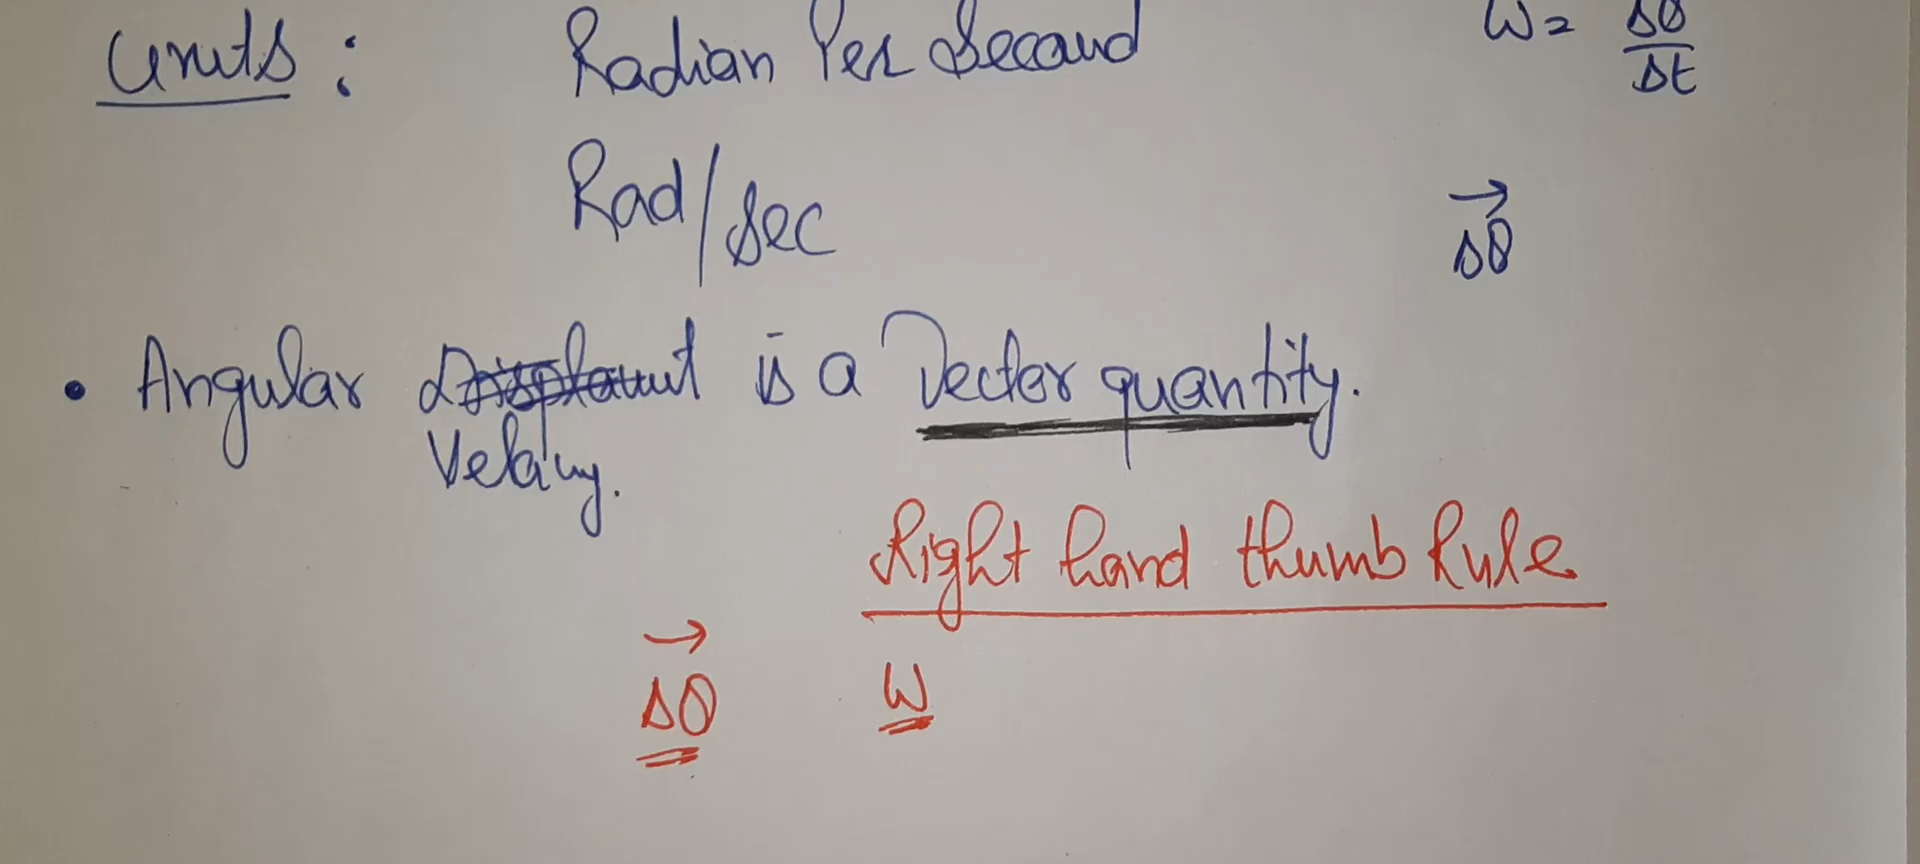 Units : Radian Per Second
ω = Δθ/Δt
Rad/sec
Δθ⃗
• Angular is a Vector quantity.
Velocity.
Right hand thumb Rule
Δθ⃗ ω